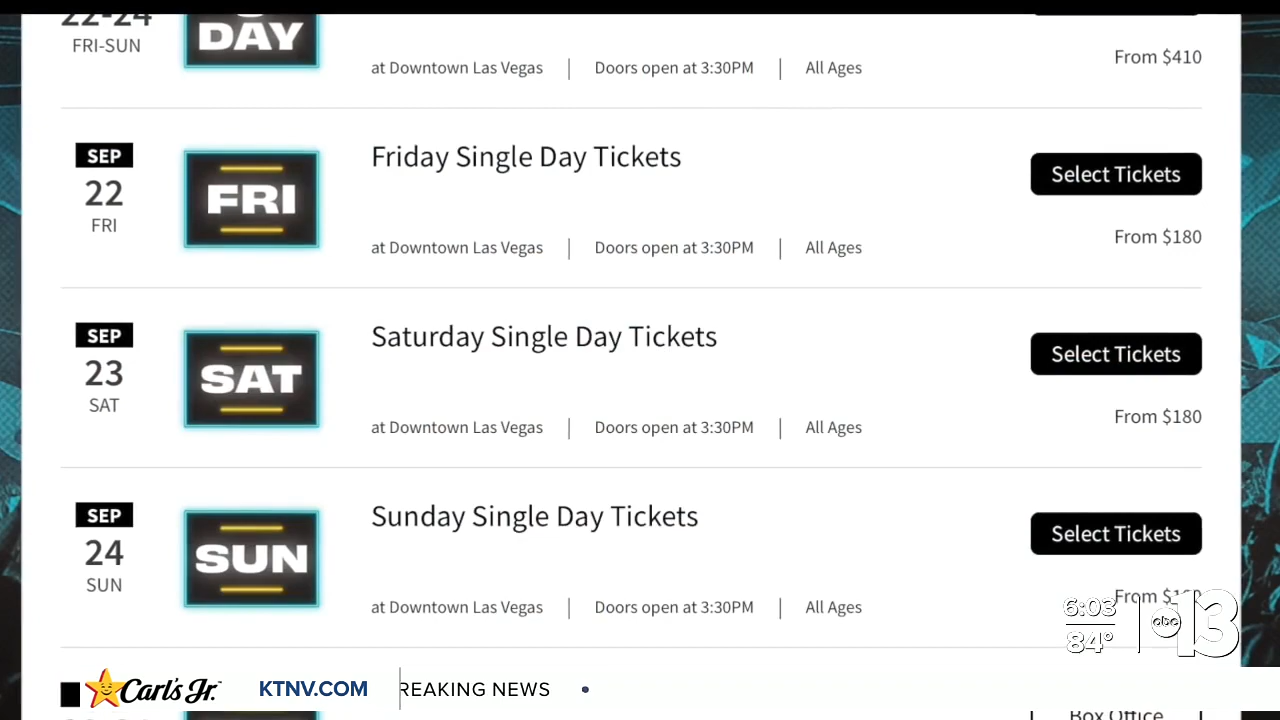 22-24
FRI-SUN
DAY
at Downtown Las Vegas | Doors open at 3:30PM | All Ages
From $410
SEP
22
FRI
FRI
Friday Single Day Tickets
at Downtown Las Vegas | Doors open at 3:30PM | All Ages
Select Tickets
From $180
SEP
23
SAT
SAT
Saturday Single Day Tickets
at Downtown Las Vegas | Doors open at 3:30PM | All Ages
Select Tickets
From $180
SEP
24
SUN
SUN
Sunday Single Day Tickets
at Downtown Las Vegas | Doors open at 3:30PM | All Ages
Select Tickets
From
6:03
84°
abc
13
Carl's Jr.
KTNV.COM
REAKING NEWS •
Box Office